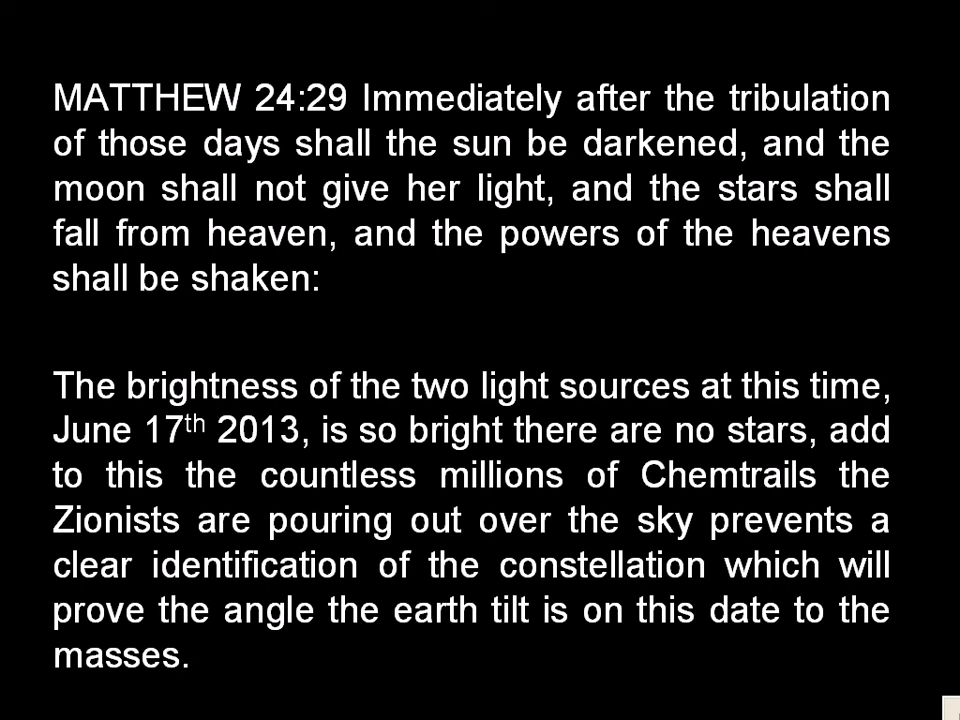 MATTHEW 24:29 Immediately after the tribulation
of those days shall the sun be darkened, and the
moon shall not give her light, and the stars shall
fall from heaven, and the powers of the heavens
shall be shaken:
The brightness of the two light sources at this time,
June 17th 2013, is so bright there are no stars, add
to this the countless millions of Chemtrails the
Zionists are pouring out over the sky prevents a
clear identification of the constellation which will
prove the angle the earth tilt is on this date to the
masses.